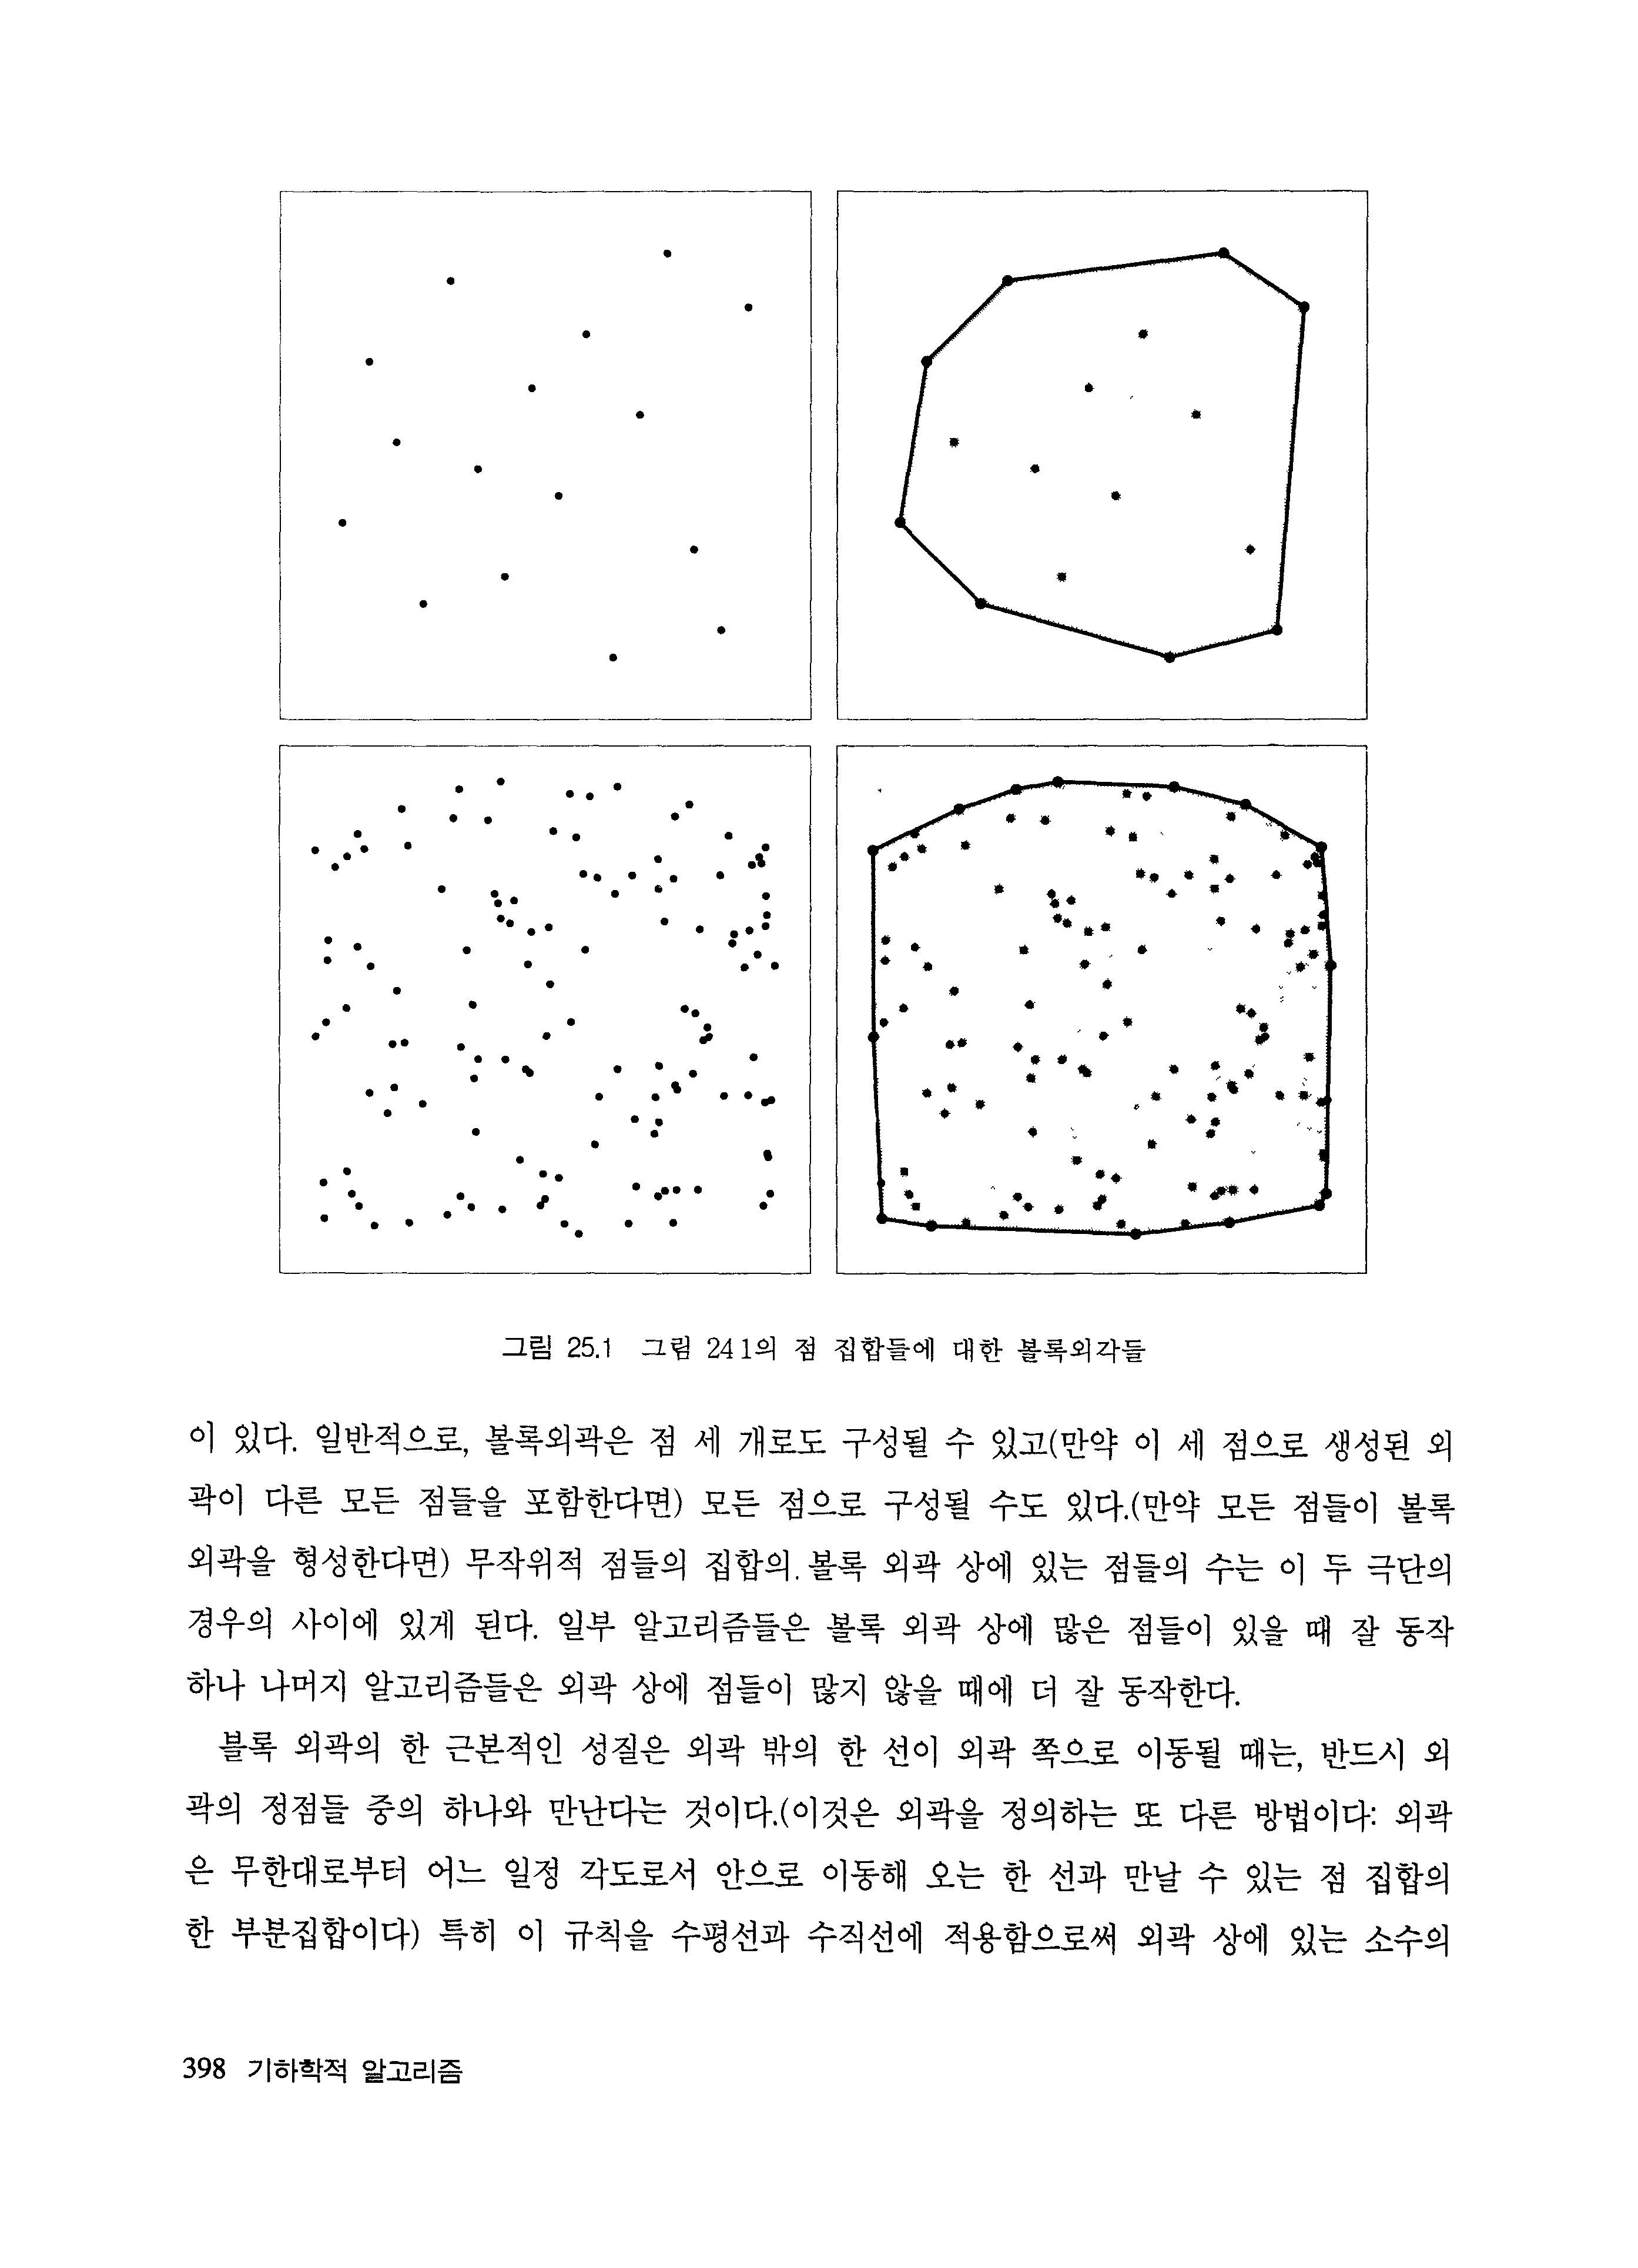 그림 25.1 그림 24 1의 점 집합들에 대한 볼록외각들
이 있다. 일반적으로, 볼록외곽은 점 세 개로도 구성될 수 있고(만약 이 세 점으로 생성된 외
곽이 다른 모든 점들을 포함한다면) 모든 점으로 구성될 수도 있다.(만약 모든 점들이 볼록
외곽을 형성한다면) 무작위적 점들의 집합의. 볼록 외곽 상에 있는 점들의 수는 이 두 극단의
경우의 사이에 있게 된다. 일부 알고리즘들은 볼록 외곽 상에 많은 점들이 있을 때 잘 동작
하나 나머지 알고리즘들은 외곽 상에 점들이 많지 않을 때에 더 잘 동작한다.
블록 외곽의 한 근본적인 성질은 외곽 밖의 한 선이 외곽 쪽으로 이동될 때는, 반드시 외
곽의 정점들 중의 하나와 만난다는 것이다.(이것은 외곽을 정의하는 또 다른 방법이다: 외곽
은 무한대로부터 어느 일정 각도로서 안으로 이동해 오는 한 선과 만날 수 있는 점 집합의
한 부분집합이다) 특히 이 규칙을 수평선과 수직선에 적용함으로써 외곽 상에 있는 소수의
398 기하학적 알고리즘